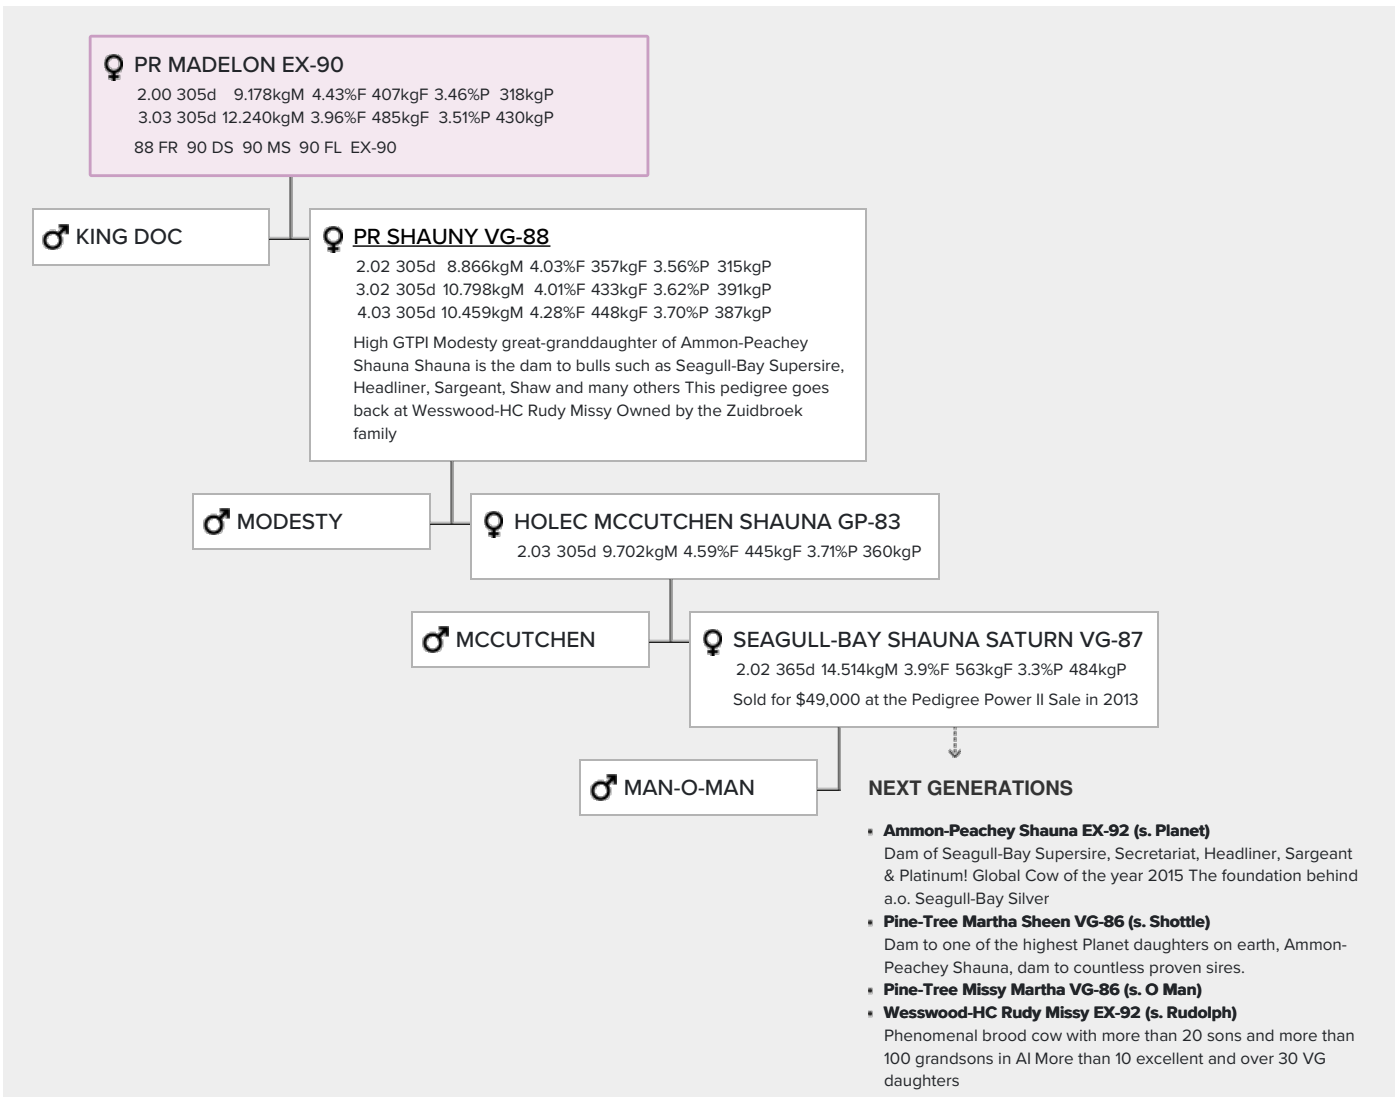 PR MADELON EX-90
2.00 305d 9.178kgM 4.43%F 407kgF 3.46%P 318kgP
3.03 305d 12.240kgM 3.96%F 485kgF 3.51%P 430kgP
88 FR 90 DS 90 MS 90 FL EX-90
KING DOC
PR SHAUNY VG-88
2.02 305d 8.866kgM 4.03%F 357kgF 3.56%P 315kgP
3.02 305d 10.798kgM 4.01%F 433kgF 3.62%P 391kgP
4.03 305d 10.459kgM 4.28%F 448kgF 3.70%P 387kgP
High GTPI Modesty great-granddaughter of Ammon-Peachey
Shauna Shauna is the dam to bulls such as Seagull-Bay Supersire,
Headliner, Sargeant, Shaw and many others This pedigree goes
back at Wesswood-HC Rudy Missy Owned by the Zuidbroek
family
MODESTY
HOLEC MCCUTCHEN SHAUNA GP-83
2.03 305d 9.702kgM 4.59%F 445kgF 3.71%P 360kgP
MCCUTCHEN
SEAGULL-BAY SHAUNA SATURN VG-87
2.02 365d 14.514kgM 3.9%F 563kgF 3.3%P 484kgP
Sold for $49,000 at the Pedigree Power II Sale in 2013
MAN-O-MAN
NEXT GENERATIONS
Ammon-Peachey Shauna EX-92 (s. Planet)
Dam of Seagull-Bay Supersire, Secretariat, Headliner, Sargeant
& Platinum! Global Cow of the year 2015 The foundation behind
a.o. Seagull-Bay Silver
Pine-Tree Martha Sheen VG-86 (s. Shottle)
Dam to one of the highest Planet daughters on earth, Ammon-
Peachey Shauna, dam to countless proven sires.
Pine-Tree Missy Martha VG-86 (s. O Man)
Wesswood-HC Rudy Missy EX-92 (s. Rudolph)
Phenomenal brood cow with more than 20 sons and more than
100 grandsons in AI More than 10 excellent and over 30 VG
daughters